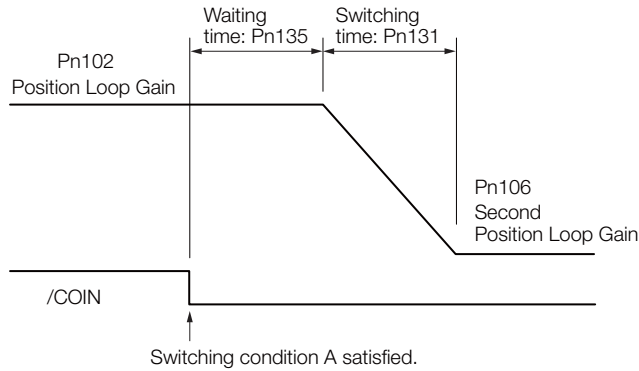 Waiting
time: Pn135
Switching
time: Pn131
Pn102
Position Loop Gain
Pn106
Second
Position Loop Gain
/COIN
Switching condition A satisfied.